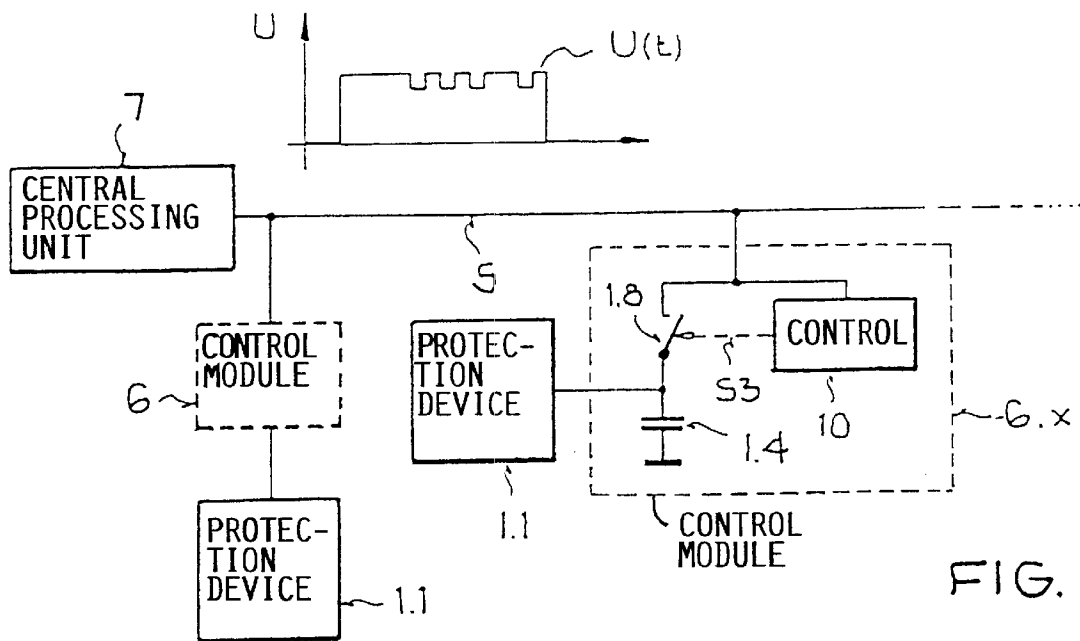 U
U(t)
7
CENTRAL
PROCESSING
UNIT
5
1.8
CONTROL
MODULE
PROTEC-
TION
DEVICE
CONTROL
S3
10
6
6.x
1.4
1.1
CONTROL
MODULE
PROTEC-
TION
DEVICE
1.1
FIG.